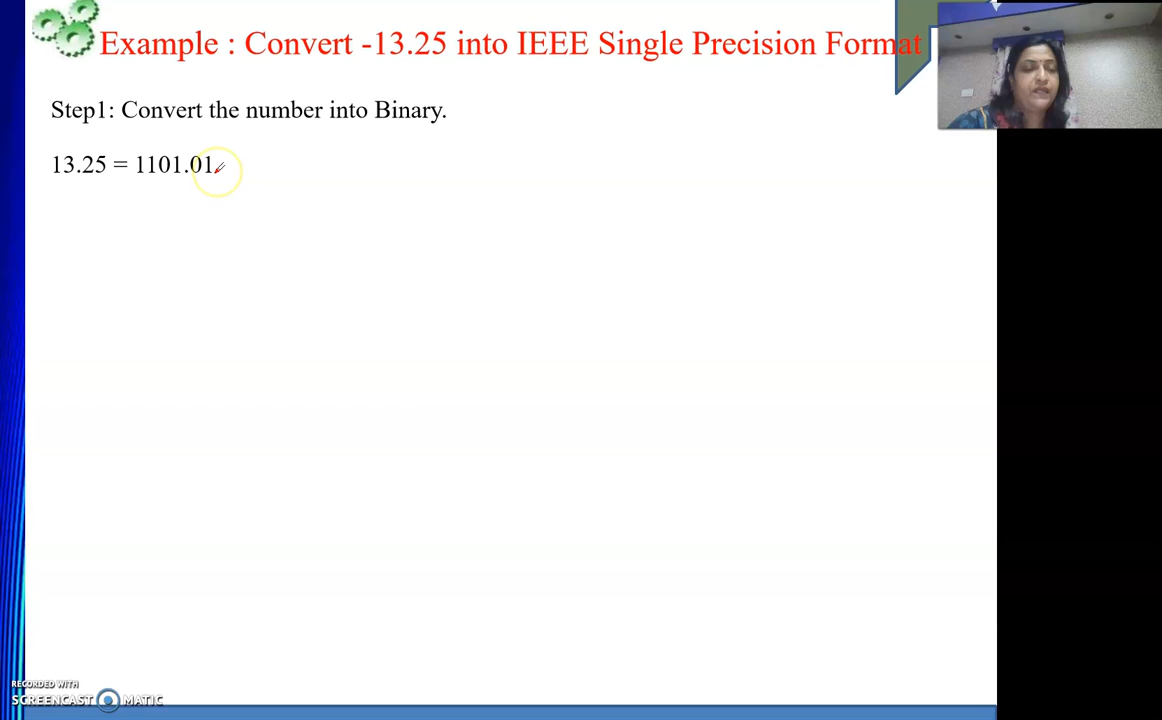 Example : Convert -13.25 into IEEE Single Precision Format
Step1: Convert the number into Binary.
13.25 = 1101.01
RECORDED WITH
SCREENCAST MATIC